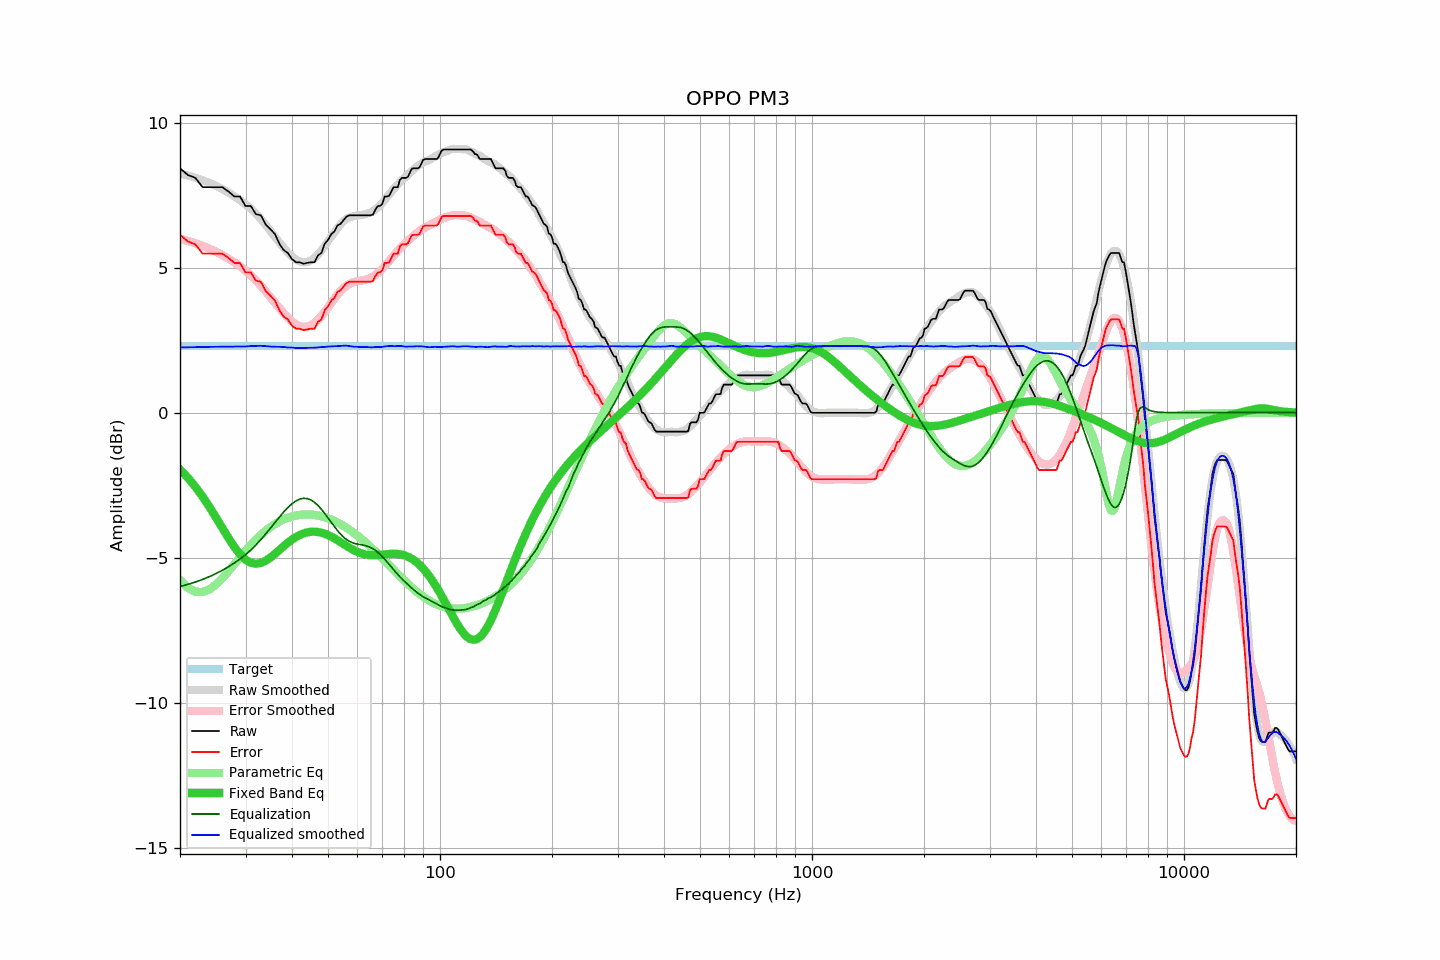 OPPO PM3
10
5
0
−5
−10
−15
Amplitude (dBr)
Target
Raw Smoothed
Error Smoothed
Raw
Error
Parametric Eq
Fixed Band Eq
Equalization
Equalized smoothed
100
1000
10000
Frequency (Hz)